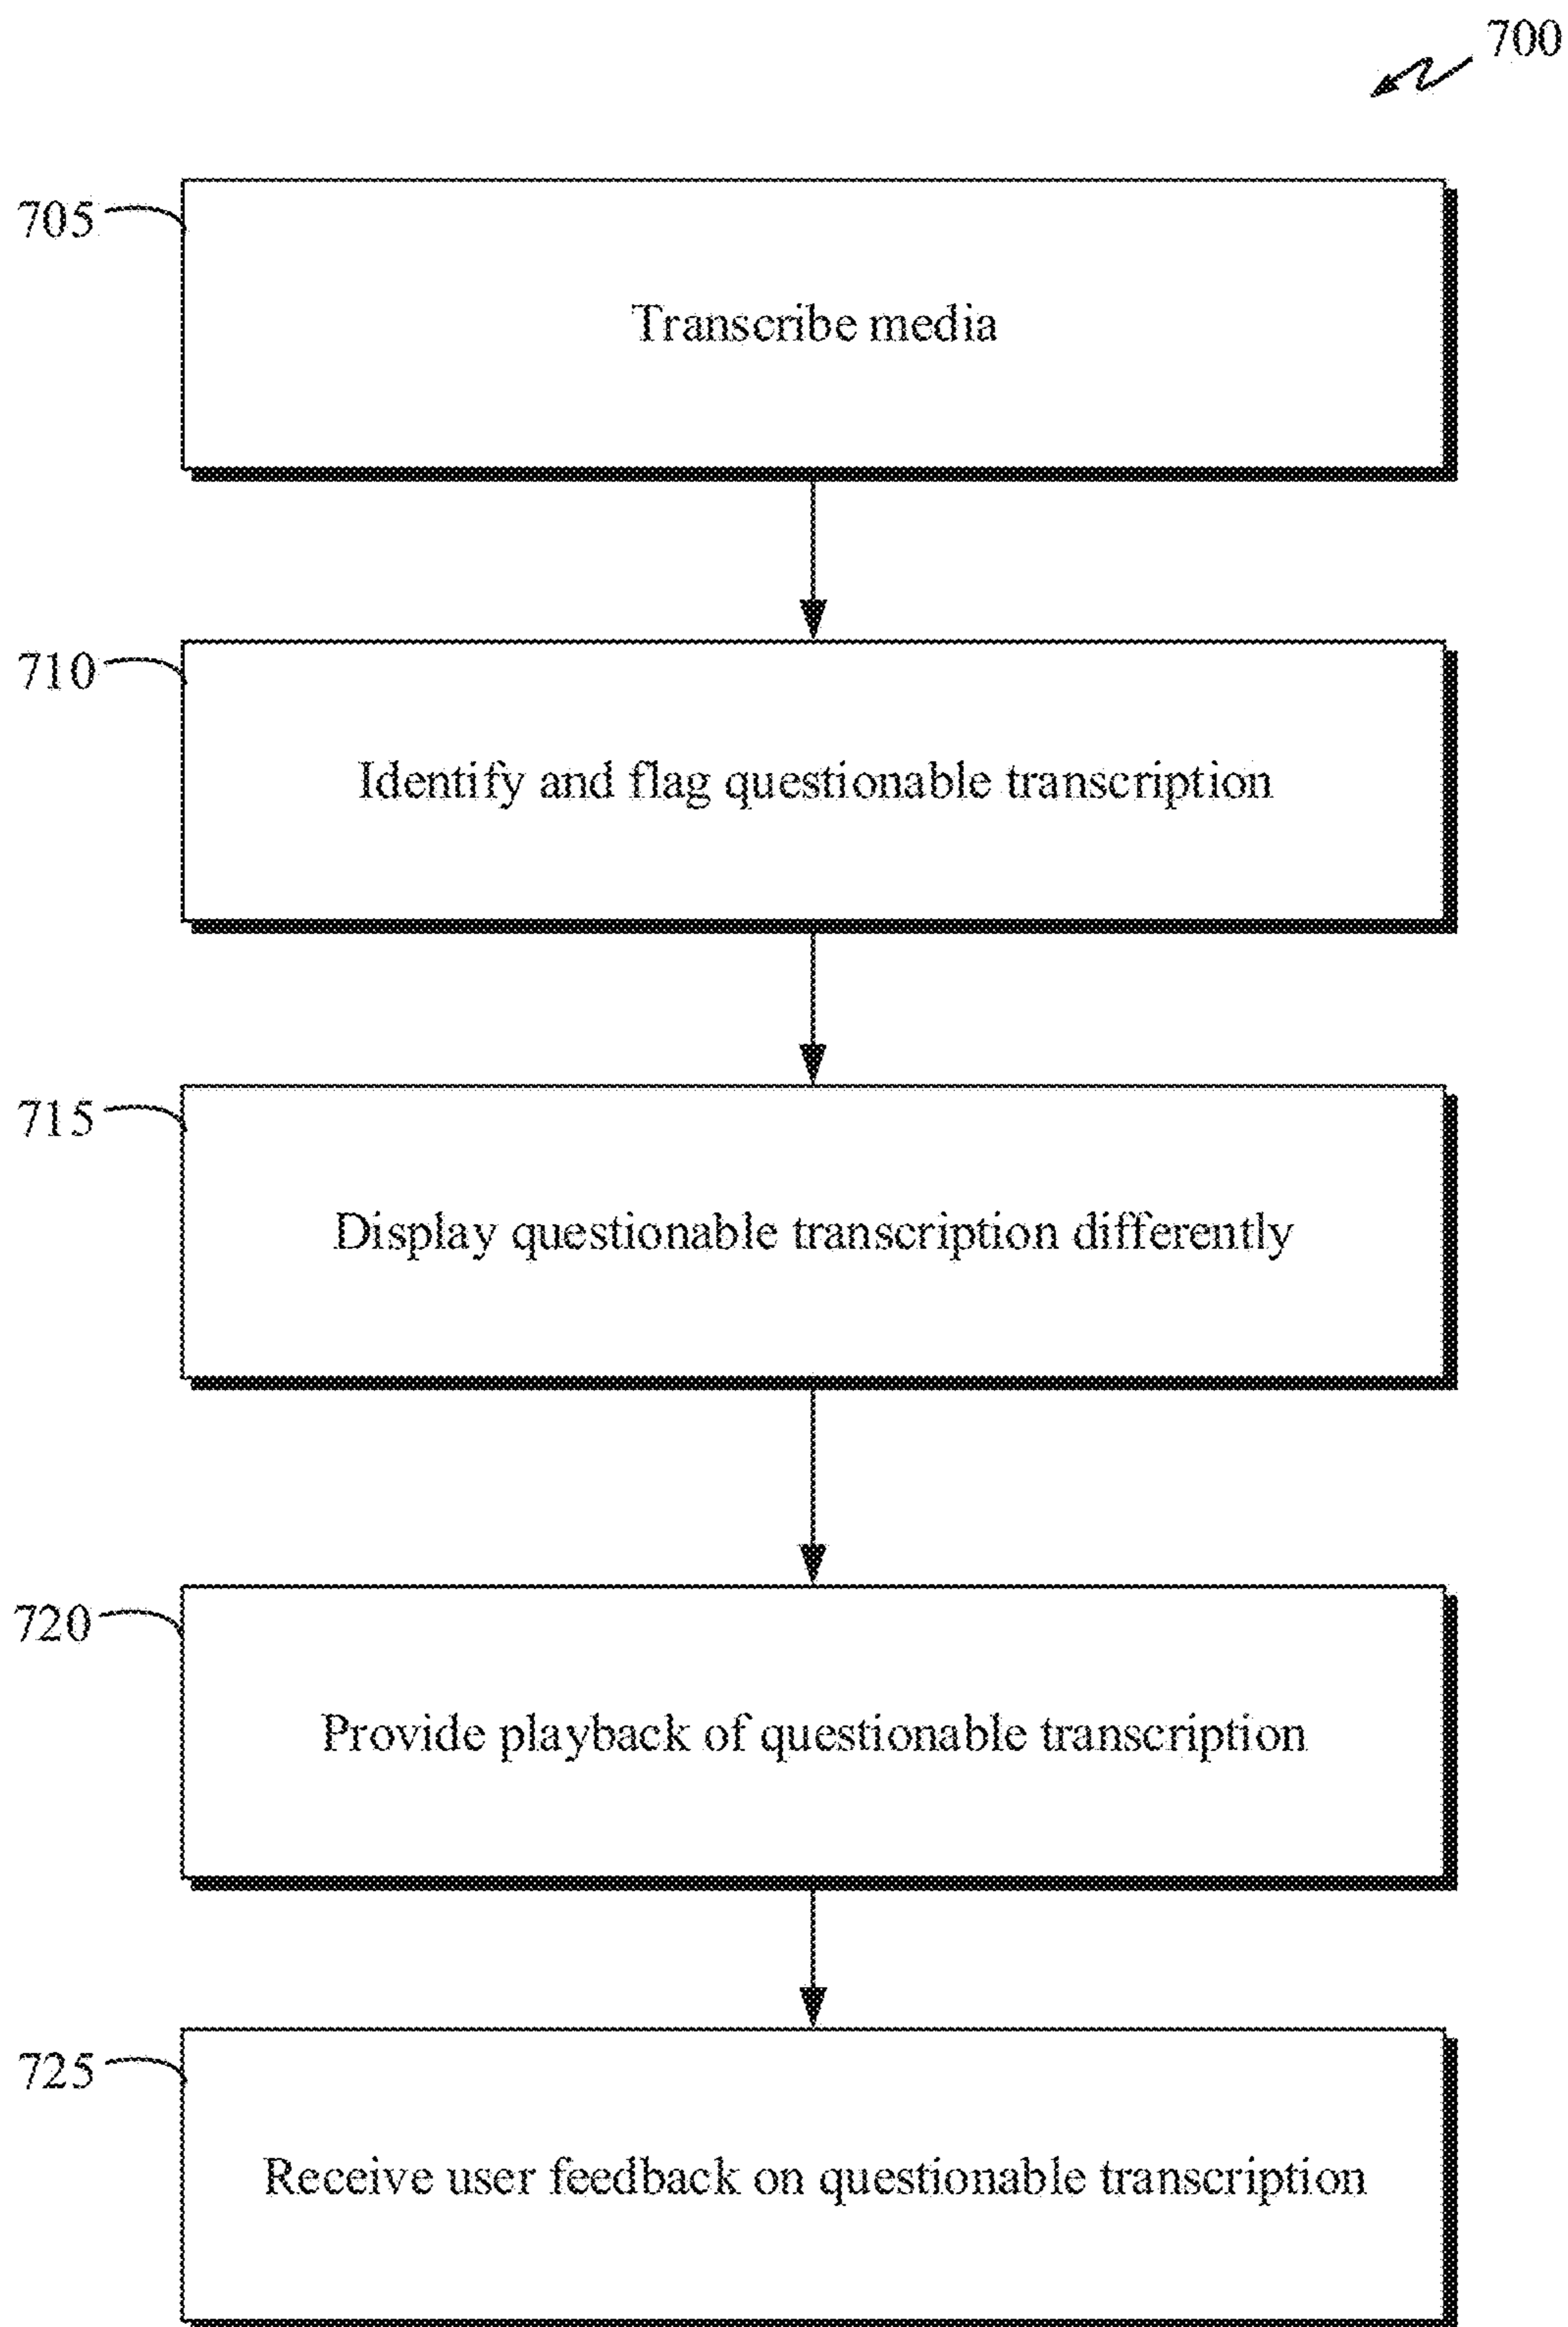 700
705
Transcribe media
710
Identify and flag questionable transcription
715
Display questionable transcription differently
720
Provide playback of questionable transcription
725
Receive user feedback on questionable transcription